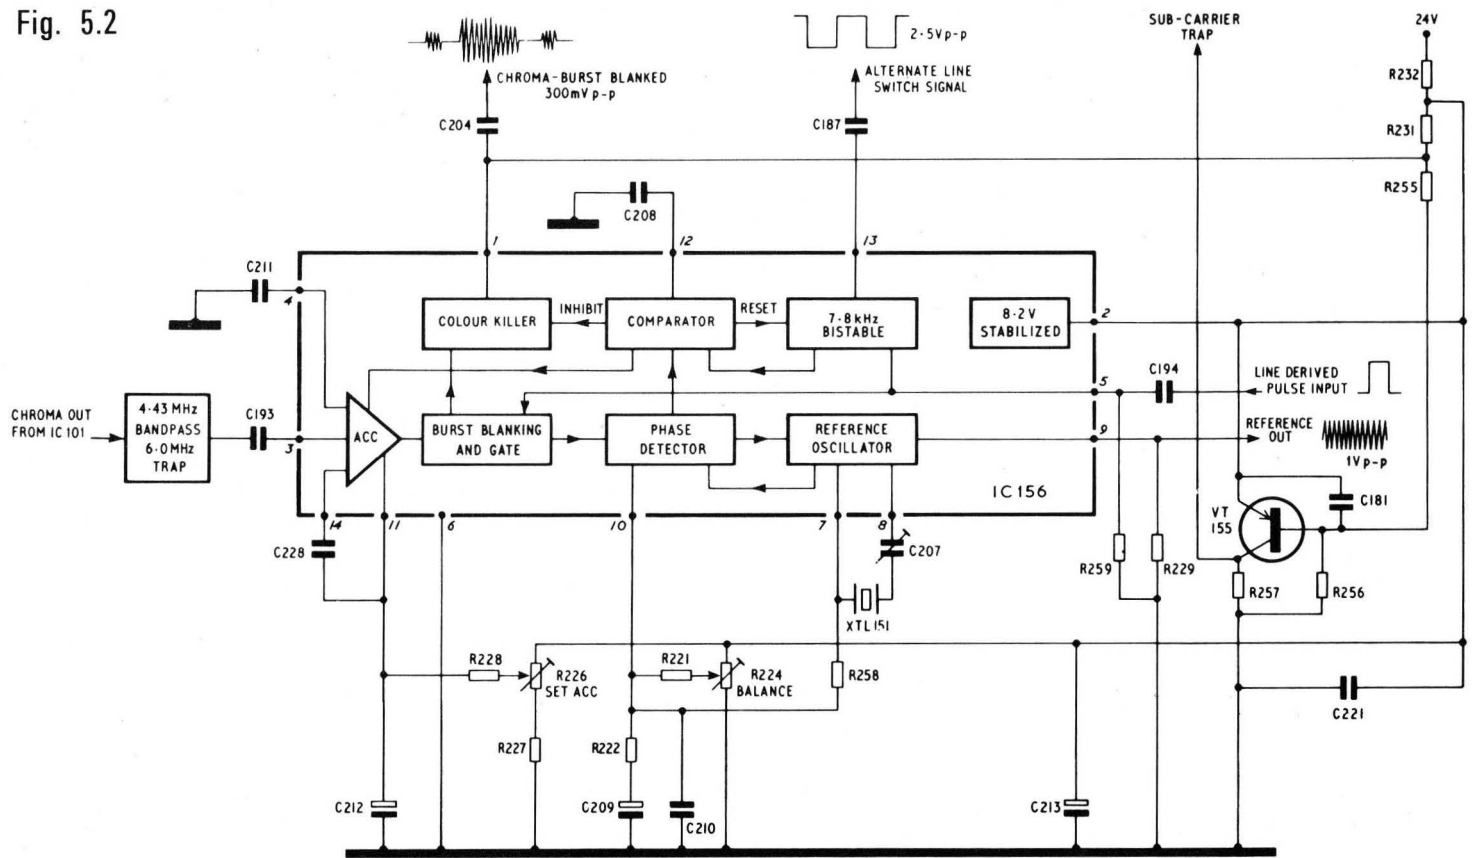 Fig. 5.2
2·5V p-p
SUB-CARRIER
TRAP
24V
CHROMA-BURST BLANKED
300mV p-p
ALTERNATE LINE
SWITCH SIGNAL
R232
C204
C187
R231
R255
C208
1
12
13
C211
4
COLOUR KILLER
INHIBIT
COMPARATOR
RESET
7·8kHz
BISTABLE
8·2V
STABILIZED
2
C194
5
LINE DERIVED
PULSE INPUT
CHROMA OUT
FROM IC101
4·43 MHz
BANDPASS
6·0MHz
TRAP
C193
3
ACC
BURST BLANKING
AND GATE
PHASE
DETECTOR
REFERENCE
OSCILLATOR
9
REFERENCE
OUT
1V p-p
IC156
C181
VT
155
14
11
6
10
7
8
C228
C207
R259
R229
R257
R256
XTL151
R228
R226
SET ACC
R221
R224
BALANCE
R258
C221
R227
R222
C212
C209
C210
C213